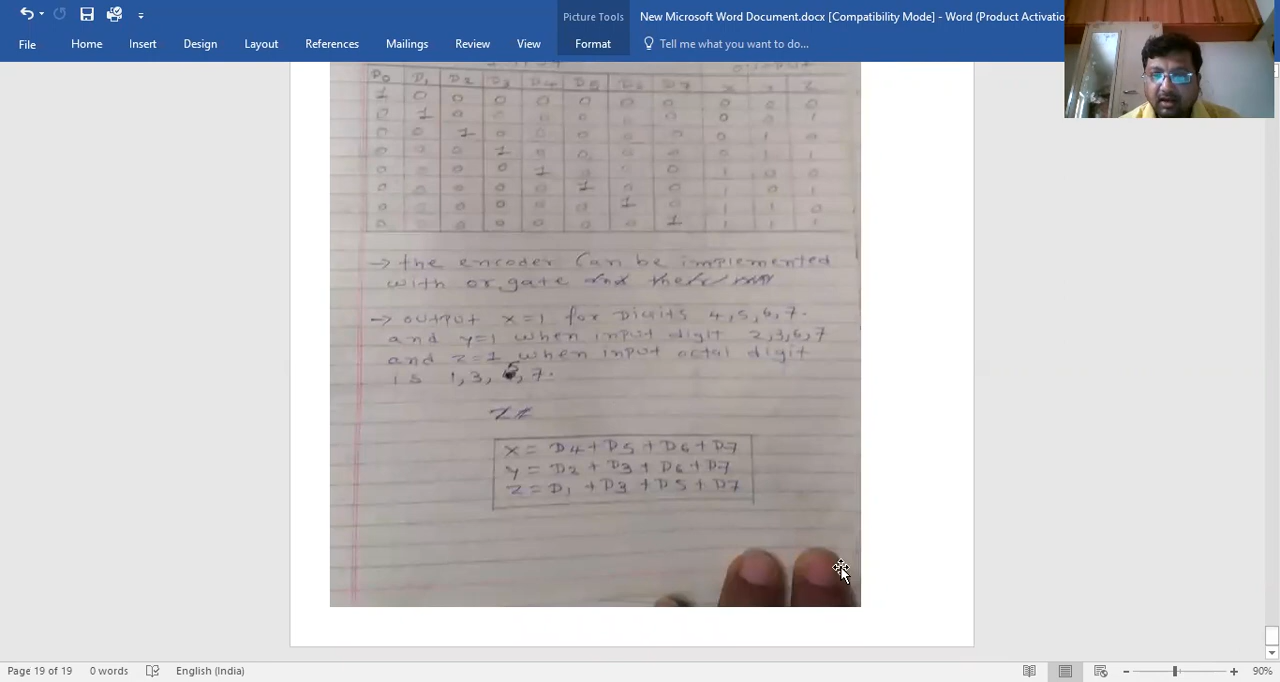 Picture Tools
New Microsoft Word Document.docx [Compatibility Mode] - Word (Product Activatio
File Home Insert Design Layout References Mailings Review View Format Tell me what you want to do...
D0 D1 D2 D3 D4 D5 D6 D7 X Y Z
1 0 0 0 0 0 0 0 0 0 0
0 1 0 0 0 0 0 0 0 0 1
0 0 1 0 0 0 0 0 0 1 0
0 0 0 1 0 0 0 0 0 1 1
0 0 0 0 1 0 0 0 1 0 0
0 0 0 0 0 1 0 0 1 0 1
0 0 0 0 0 0 1 0 1 1 0
0 0 0 0 0 0 0 1 1 1 1
→ the encoder Can be implemented
with or gate
→ output x=1 for Digits 4,5,6,7.
and y=1 when input digit 2,3,6,7
and z=1 when input octal digit
is 1,3,5,7.
X = D4 + D5 + D6 + D7
Y = D2 + D3 + D6 + D7
Z = D1 + D3 + D5 + D7
Page 19 of 19 0 words English (India) 90%